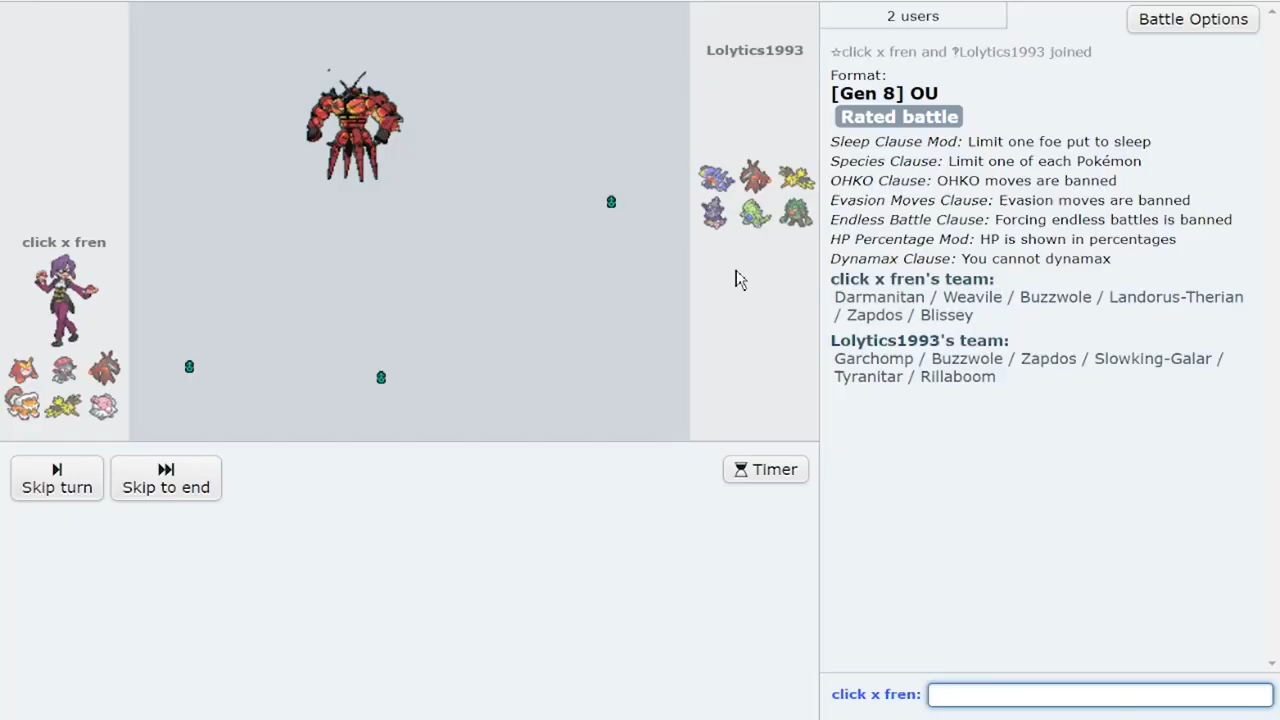 2 users
Battle Options
Lolytics1993
click x fren
Skip turn
Skip to end
Timer
☆click x fren and ‽Lolytics1993 joined
Format:
[Gen 8] OU
Rated battle
Sleep Clause Mod: Limit one foe put to sleep
Species Clause: Limit one of each Pokémon
OHKO Clause: OHKO moves are banned
Evasion Moves Clause: Evasion moves are banned
Endless Battle Clause: Forcing endless battles is banned
HP Percentage Mod: HP is shown in percentages
Dynamax Clause: You cannot dynamax
click x fren's team:
Darmanitan / Weavile / Buzzwole / Landorus-Therian
/ Zapdos / Blissey
Lolytics1993's team:
Garchomp / Buzzwole / Zapdos / Slowking-Galar /
Tyranitar / Rillaboom
click x fren: